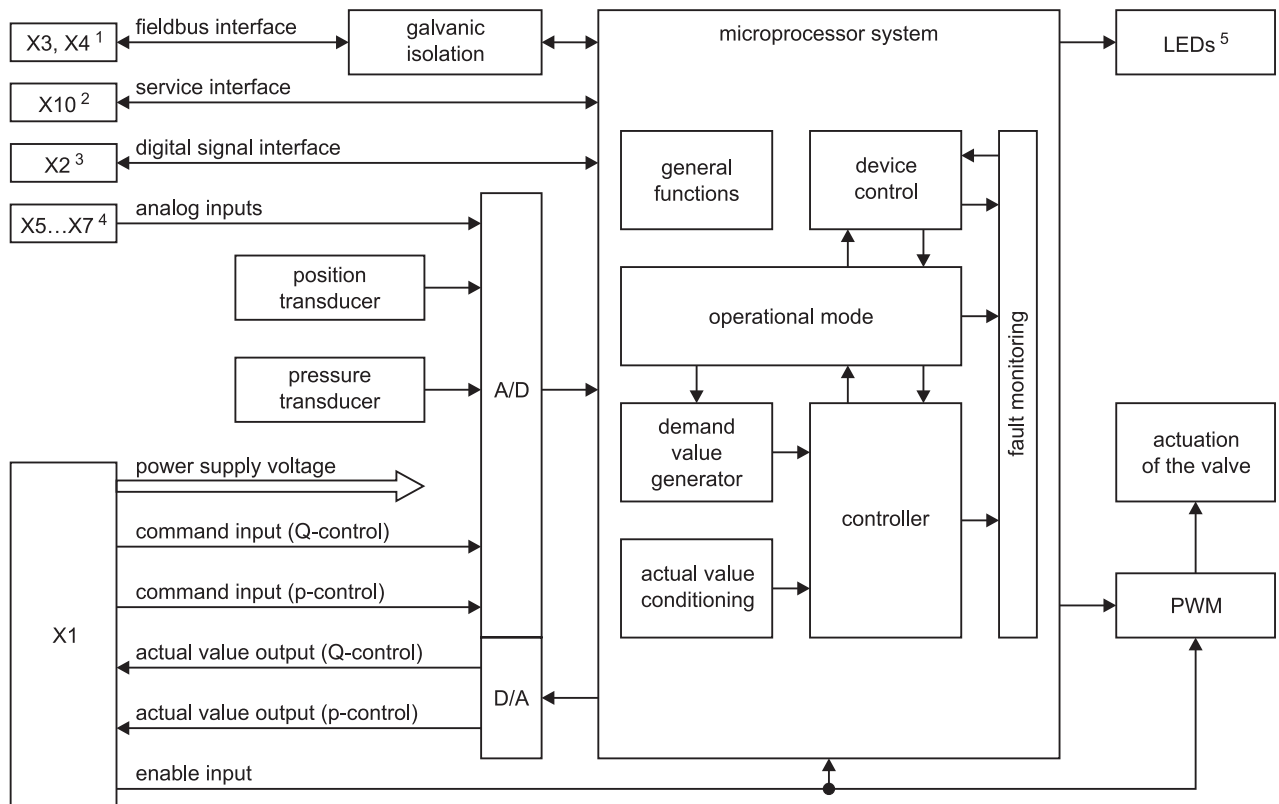 X3, X4 1
fieldbus interface
galvanic
isolation
microprocessor system
LEDs 5
X10 2
service interface
X2 3
digital signal interface
general
functions
device
control
X5…X7 4
analog inputs
position
transducer
operational mode
fault monitoring
pressure
transducer
A/D
demand
value
generator
actuation
of the valve
power supply voltage
controller
command input (Q-control)
actual value
conditioning
command input (p-control)
PWM
X1
actual value output (Q-control)
D/A
actual value output (p-control)
enable input